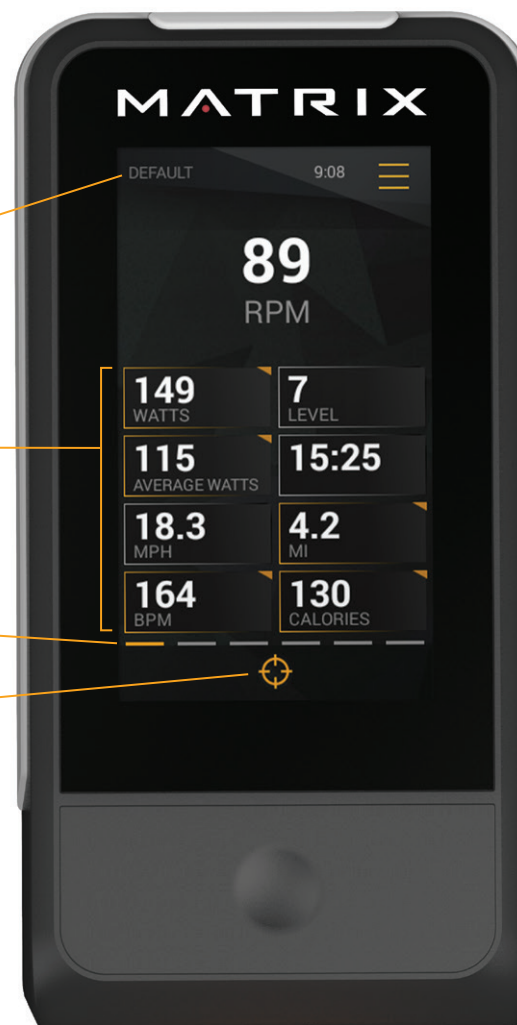 MATRIX
DEFAULT 9:08
89
RPM
149 7
WATTS LEVEL
115 15:25
AVERAGE WATTS
18.3 4.2
MPH MI
164 130
BPM CALORIES